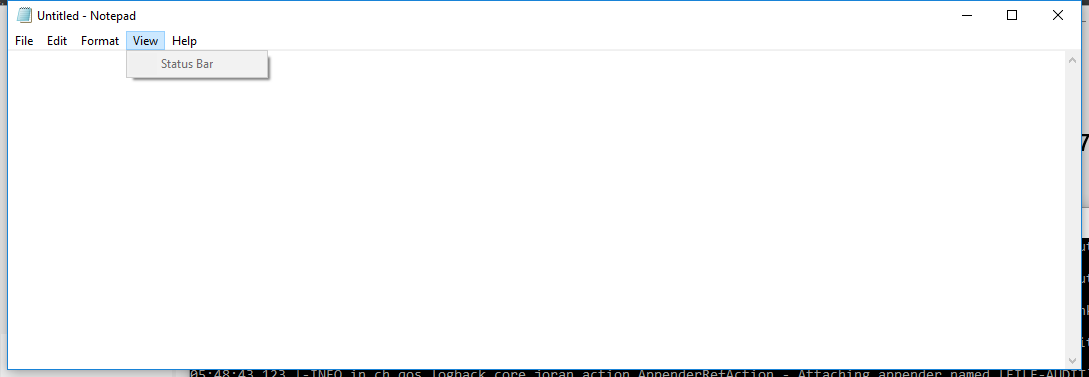 Untitled - Notepad
File Edit Format View Help
Status Bar
7
05:48:43,123 |-INFO in ch.qos.logback.core.joran.action.AppenderRefAction - Attaching appender named [FILE-AUDIT